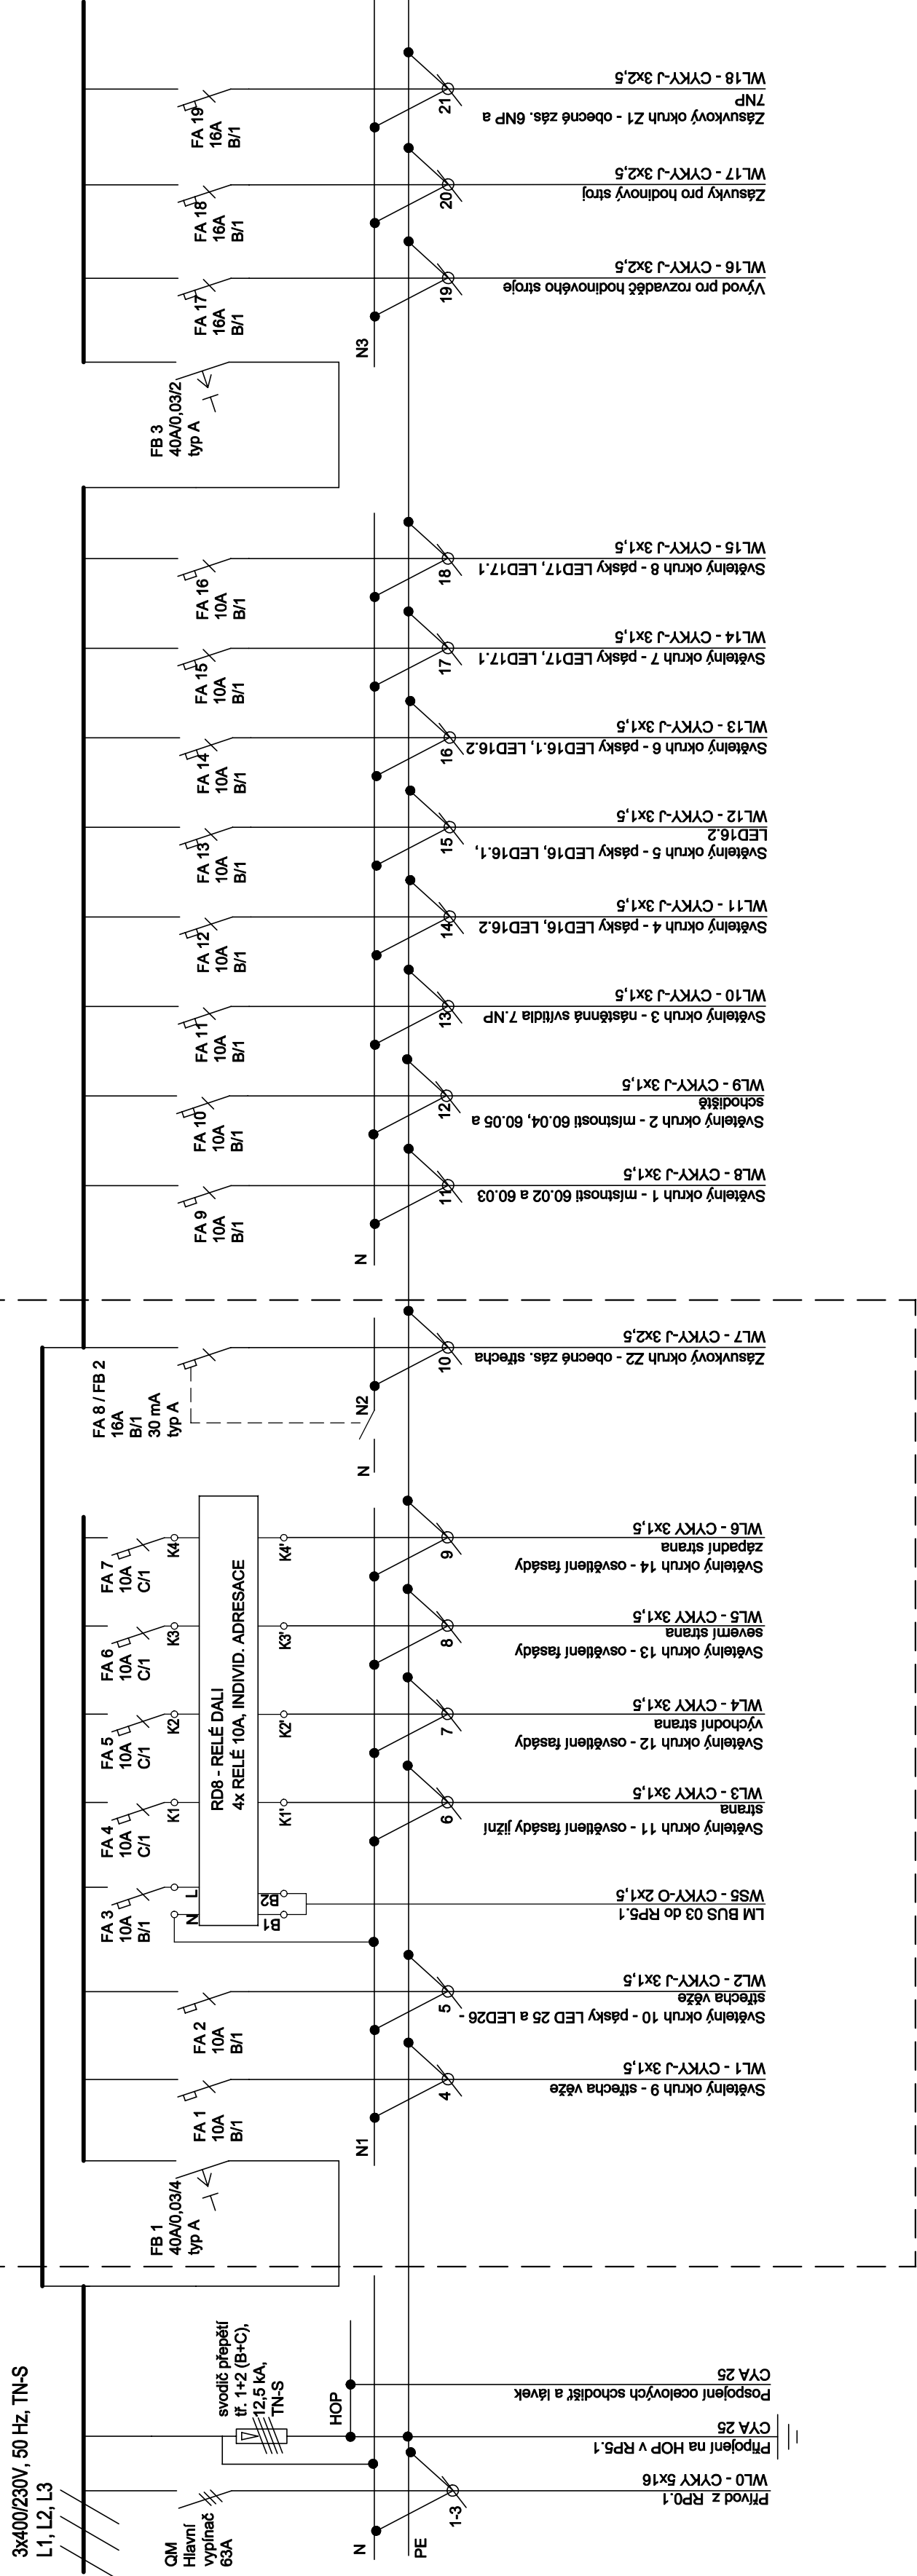 3x400/230V, 50 Hz, TN-S
L1, L2, L3
QM
Hlavní
vypínač
63A
N
PE
1-3
Přívod z RP0.1
WL0 - CYKY 5x16
svodič přepětí
tř. 1+2 (B+C),
12,5 kA,
TN-S
HOP
Připojení na HOP v RP5.1
CYA 25
Pospojení ocelových schodišť a lávek
CYA 25
FB 1
40A/0,03/4
typ A
N1
FA 1
10A
B/1
4
Světelný okruh 9 - střecha věže
WL1 - CYKY-J 3x1,5
FA 2
10A
B/1
5
Světelný okruh 10 - pásky LED 25 a LED26 -
střecha věže
WL2 - CYKY-J 3x1,5
FA 3
10A
B/1
N
L
B1
B2
LM BUS 03 do RP5.1
WS5 - CYKY-O 2x1,5
RD8 - RELÉ DALI
4x RELÉ 10A, INDIVID. ADRESACE
FA 4
10A
C/1
K1
K1'
6
Světelný okruh 11 - osvětlení fasády jižní
strana
WL3 - CYKY 3x1,5
FA 5
10A
C/1
K2
K2'
7
Světelný okruh 12 - osvětlení fasády
východní strana
WL4 - CYKY 3x1,5
FA 6
10A
C/1
K3
K3'
8
Světelný okruh 13 - osvětlení fasády
severní strana
WL5 - CYKY 3x1,5
FA 7
10A
C/1
K4
K4'
9
Světelný okruh 14 - osvětlení fasády
západní strana
WL6 - CYKY 3x1,5
FA 8 / FB 2
16A
B/1
30 mA
typ A
N
N2
10
Zásuvkový okruh Z2 - obecné zás. střecha
WL7 - CYKY-J 3x2,5
N
FA 9
10A
B/1
11
Světelný okruh 1 - místnosti 60.02 a 60.03
WL8 - CYKY-J 3x1,5
FA 10
10A
B/1
12
Světelný okruh 2 - místnosti 60.04, 60.05 a
schodiště
WL9 - CYKY-J 3x1,5
FA 11
10A
B/1
13
Světelný okruh 3 - nástěnná svítidla 7.NP
WL10 - CYKY-J 3x1,5
FA 12
10A
B/1
14
Světelný okruh 4 - pásky LED16, LED16.2
WL11 - CYKY-J 3x1,5
FA 13
10A
B/1
15
Světelný okruh 5 - pásky LED16, LED16.1,
LED16.2
WL12 - CYKY-J 3x1,5
FA 14
10A
B/1
16
Světelný okruh 6 - pásky LED16.1, LED16.2
WL13 - CYKY-J 3x1,5
FA 15
10A
B/1
17
Světelný okruh 7 - pásky LED17, LED17.1
WL14 - CYKY-J 3x1,5
FA 16
10A
B/1
18
Světelný okruh 8 - pásky LED17, LED17.1
WL15 - CYKY-J 3x1,5
FB 3
40A/0,03/2
typ A
N3
FA 17
16A
B/1
19
Vývod pro rozvaděč hodinového stroje
WL16 - CYKY-J 3x2,5
FA 18
16A
B/1
20
Zásuvky pro hodinový stroj
WL17 - CYKY-J 3x2,5
FA 19
16A
B/1
21
Zásuvkový okruh Z1 - obecné zás. 6NP a
7NP
WL18 - CYKY-J 3x2,5